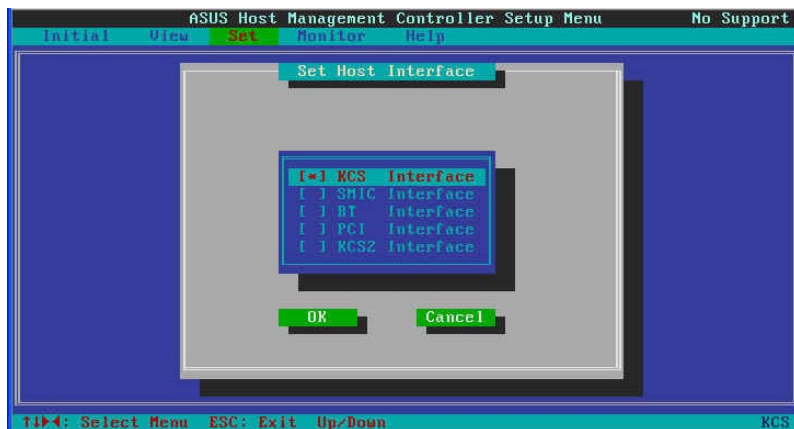 ASUS Host Management Controller Setup Menu No Support
Initial View Set Monitor Help
Set Host Interface
[*] KCS Interface
[ ] SMIC Interface
[ ] BT Interface
[ ] PCI Interface
[ ] KCS2 Interface
OK Cancel
↑↓►◄: Select Menu ESC: Exit Up/Down KCS